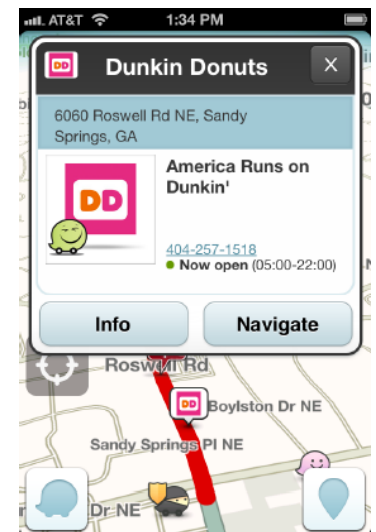 AT&T 1:34 PM
DD Dunkin Donuts X
6060 Roswell Rd NE, Sandy
Springs, GA
America Runs on
Dunkin'
DD
404-257-1518
Now open (05:00-22:00)
Info Navigate
Roswell Rd
DD Boylston Dr NE
Sandy Springs Pl NE
Dr NE